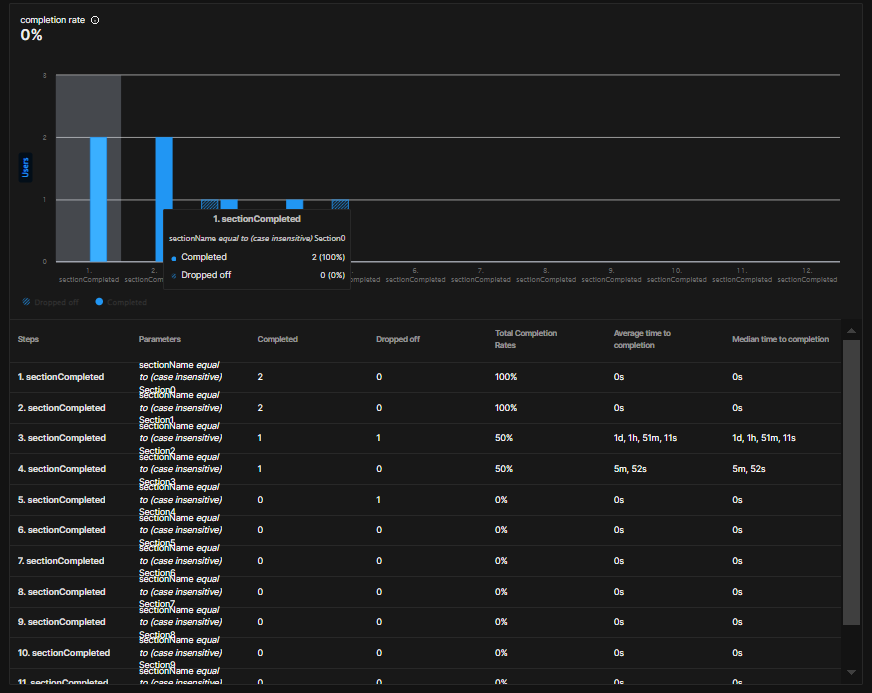 completion rate
0%
3
2
1
0
Users
1. sectionCompleted
sectionName equal to (case insensitive) Section0
Completed 2 (100%)
Dropped off 0 (0%)
1. 2. 6. 7. 8. 9. 10. 11. 12.
sectionCompleted sectionCom mpleted sectionCompleted sectionCompleted sectionCompleted sectionCompleted sectionCompleted sectionCompleted sectionCompleted
Dropped off Completed
Steps Parameters Completed Dropped off Total Completion Rates Average time to completion Median time to completion
1. sectionCompleted sectionName equal to (case insensitive) Section0 2 0 100% 0s 0s
2. sectionCompleted sectionName equal to (case insensitive) Section1 2 0 100% 0s 0s
3. sectionCompleted sectionName equal to (case insensitive) Section2 1 1 50% 1d, 1h, 51m, 11s 1d, 1h, 51m, 11s
4. sectionCompleted sectionName equal to (case insensitive) Section3 1 0 50% 5m, 52s 5m, 52s
5. sectionCompleted sectionName equal to (case insensitive) Section4 0 1 0% 0s 0s
6. sectionCompleted sectionName equal to (case insensitive) Section5 0 0 0% 0s 0s
7. sectionCompleted sectionName equal to (case insensitive) Section6 0 0 0% 0s 0s
8. sectionCompleted sectionName equal to (case insensitive) Section7 0 0 0% 0s 0s
9. sectionCompleted sectionName equal to (case insensitive) Section8 0 0 0% 0s 0s
10. sectionCompleted sectionName equal to (case insensitive) Section9 0 0 0% 0s 0s
11. sectionCompleted sectionName equal to (case insensitive) 0 0 0% 0s 0s